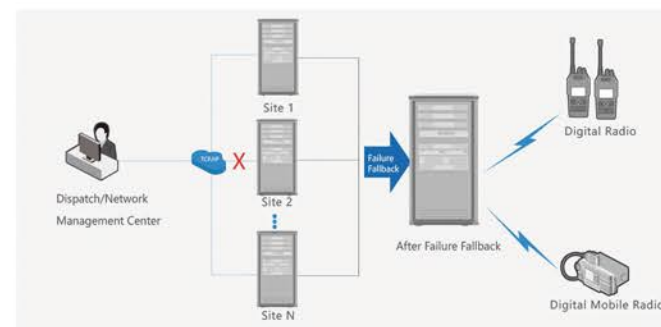 Site 1
TCP/IP
X
Site 2
Site N
Dispatch/Network
Management Center
Failure
Fallback
After Failure Fallback
Digital Radio
Digital Mobile Radio